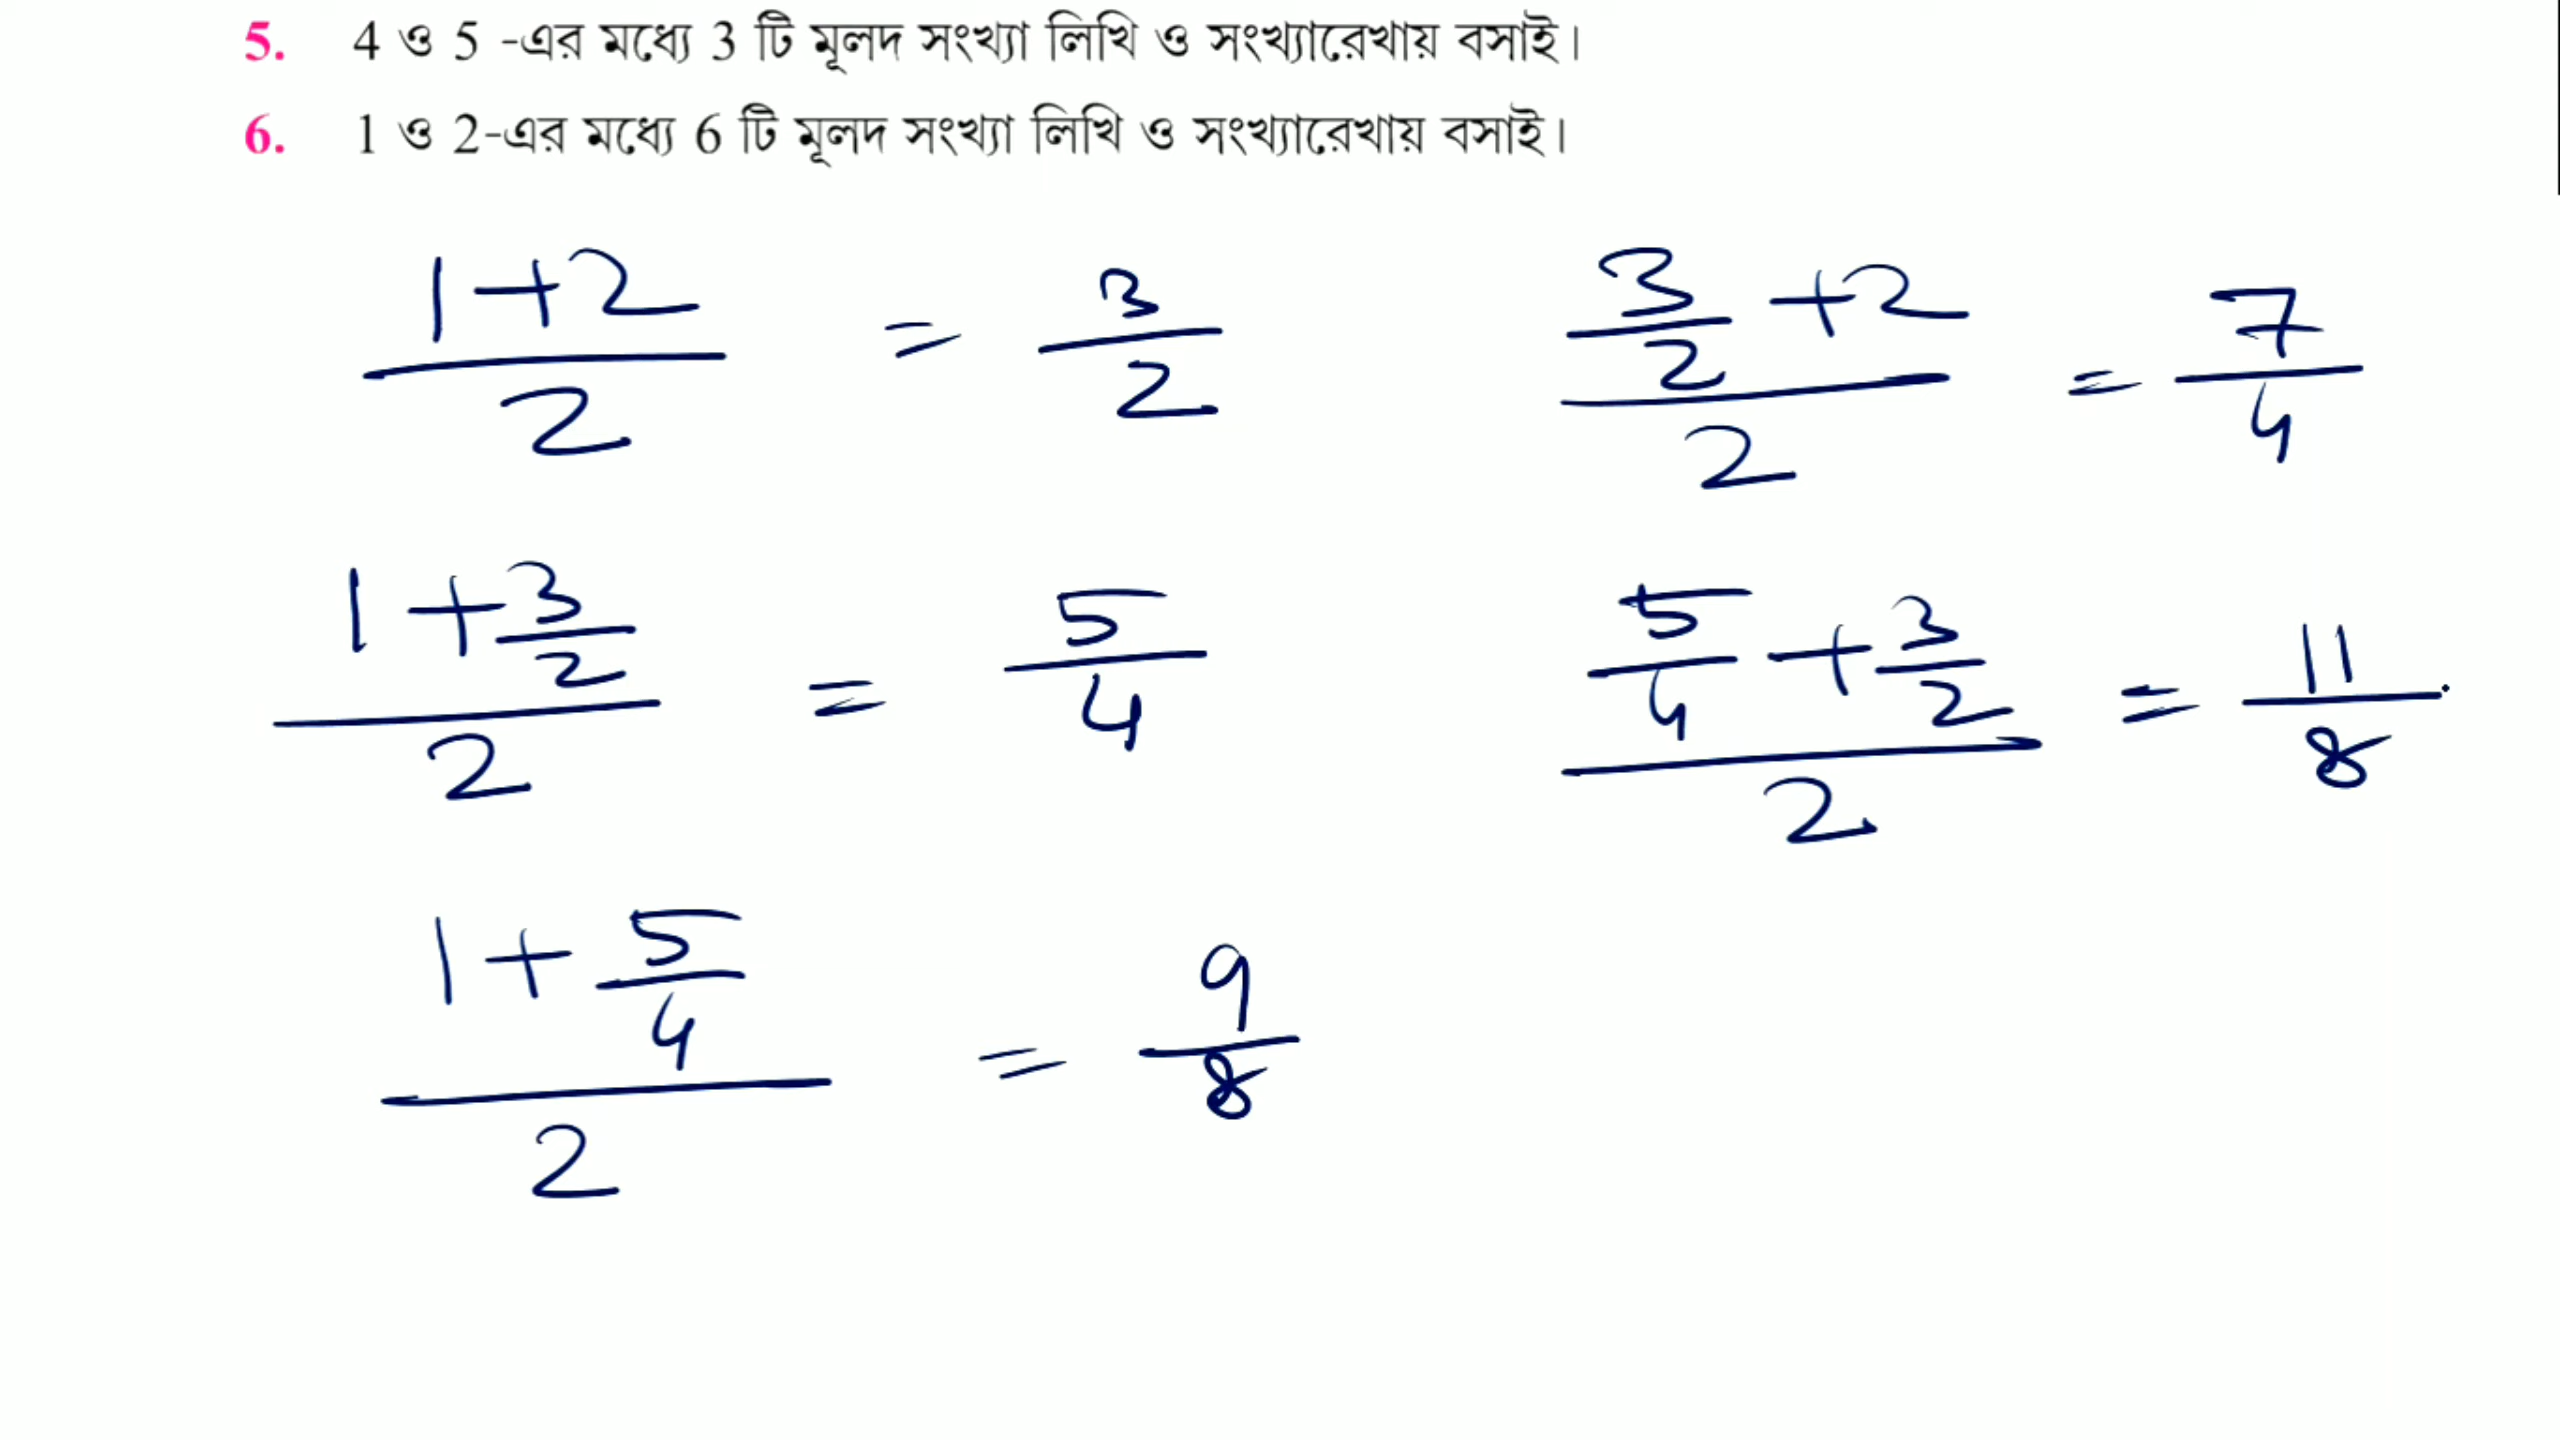 5. 4 ও 5 -এর মধ্যে 3 টি মূলদ সংখ্যা লিখি ও সংখ্যারেখায় বসাই।
6. 1 ও 2-এর মধ্যে 6 টি মূলদ সংখ্যা লিখি ও সংখ্যারেখায় বসাই।
(1+2)/2 = 3/2
(3/2 +2)/2 = 7/4
(1+3/2)/2 = 5/4
(5/4+3/2)/2 = 11/8
(1+5/4)/2 = 9/8